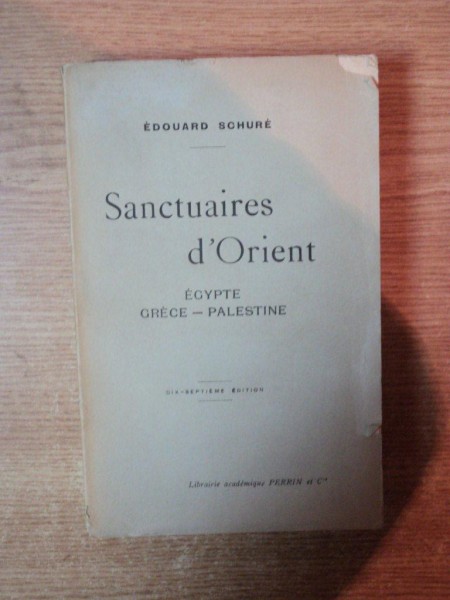 ÉDOUARD SCHURÉ
Sanctuaires
d'Orient
ÉGYPTE
GRÈCE — PALESTINE
DIX-SEPTIÈME ÉDITION
Librairie académique PERRIN et Cie